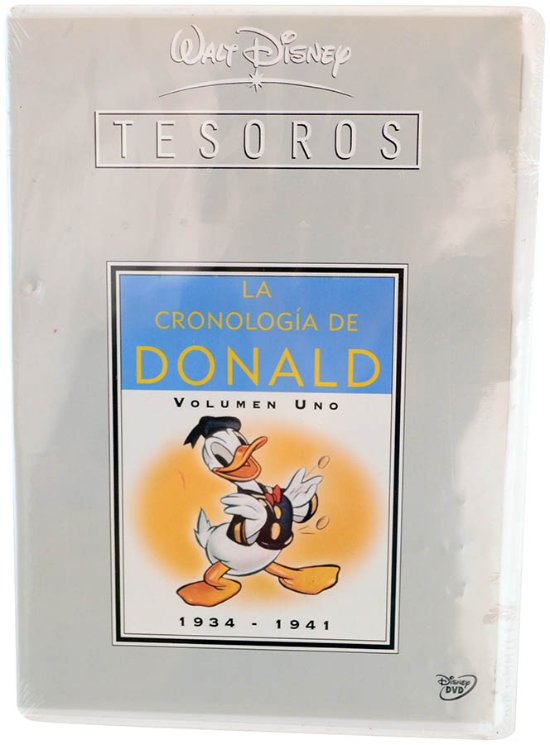 WALT DISNEY
TESOROS
LA
CRONOLOGÍA DE
DONALD
VOLUMEN UNO
1934 - 1941
Disney
DVD